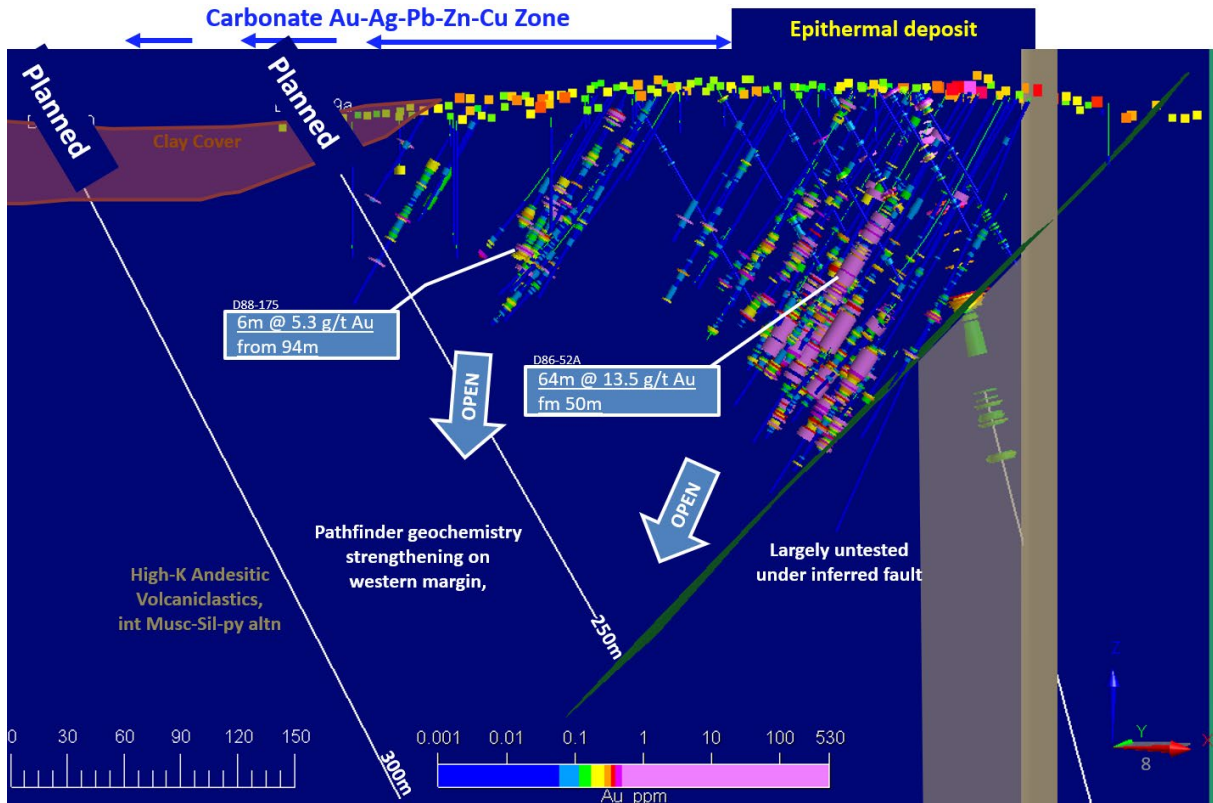 Carbonate Au-Ag-Pb-Zn-Cu Zone
Epithermal deposit
Planned
Planned
9a
Clay Cover
D88-175
6m @ 5.3 g/t Au
from 94m
D86-52A
64m @ 13.5 g/t Au
fm 50m
OPEN
OPEN
Pathfinder geochemistry
strengthening on
western margin,
Largely untested
under inferred fault
High-K Andesitic
Volcaniclastics,
int Musc-Sil-py altn
250m
300m
0 30 60 90 120 150
0.001 0.01 0.1 1 10 100 530
Au ppm
Z
Y
X
8